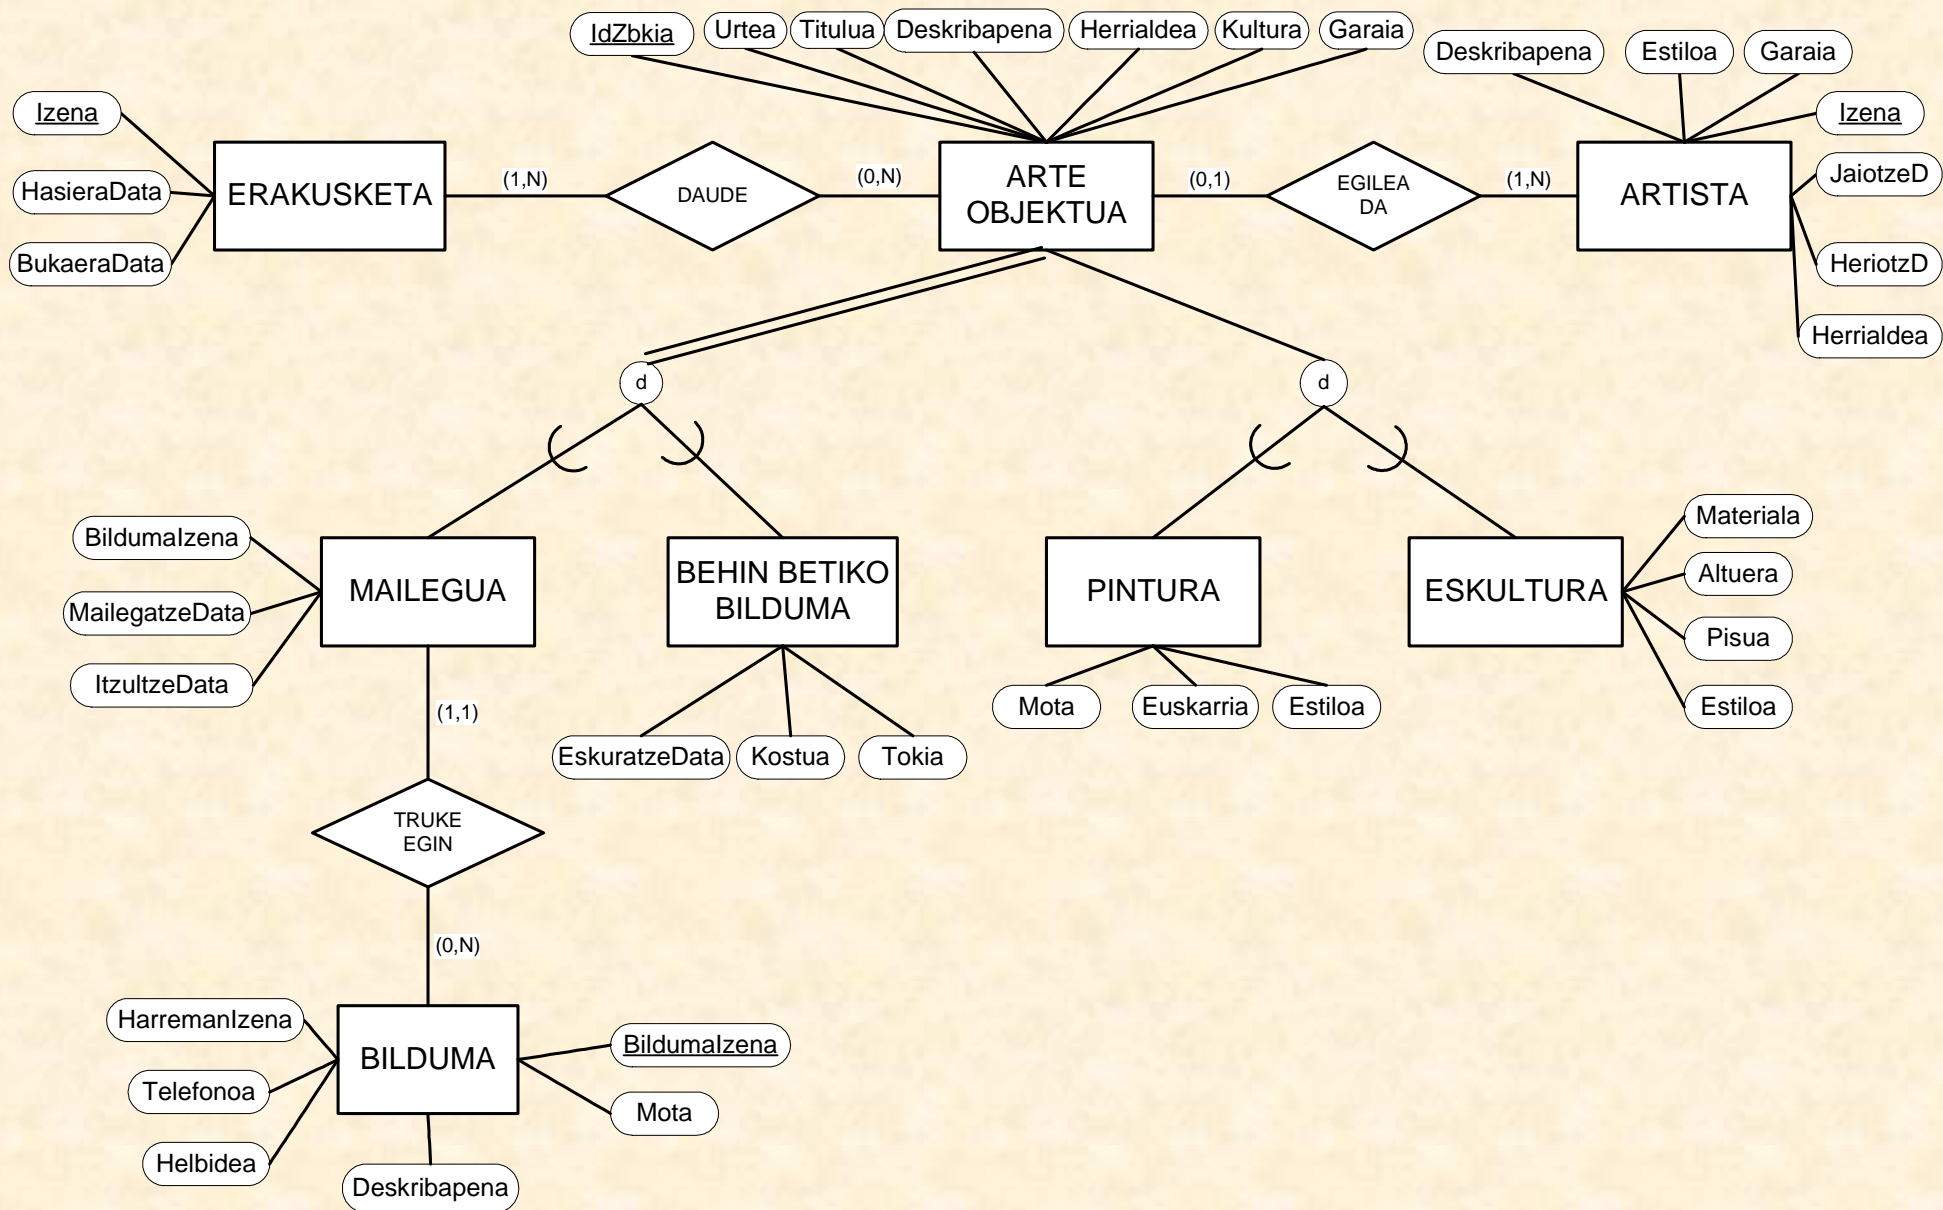 IdZbkia
Urtea
Titulua
Deskribapena
Herrialdea
Kultura
Garaia
Deskribapena
Estiloa
Garaia
Izena
HasieraData
BukaeraData
ERAKUSKETA
(1,N)
DAUDE
(0,N)
ARTE
OBJEKTUA
(0,1)
EGILEA
DA
(1,N)
ARTISTA
Izena
JaiotzeD
HeriotzD
Herrialdea
d
d
BildumaIzena
MailegatzeData
ItzultzeData
MAILEGUA
BEHIN BETIKO
BILDUMA
PINTURA
ESKULTURA
Materiala
Altuera
Pisua
Estiloa
Mota
Euskarria
Estiloa
(1,1)
EskuratzeData
Kostua
Tokia
TRUKE
EGIN
(0,N)
HarremanIzena
Telefonoa
Helbidea
BILDUMA
BildumaIzena
Mota
Deskribapena